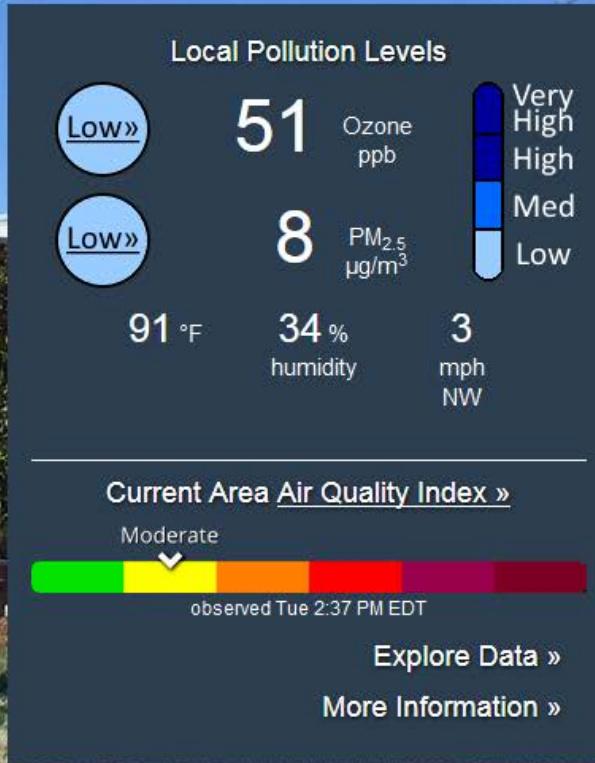 Local Pollution Levels
Low»
51
Ozone
ppb
Low»
8
PM2.5
µg/m³
Very
High
High
Med
Low
91 °F
34 %
humidity
3
mph
NW
Current Area Air Quality Index »
Moderate
observed Tue 2:37 PM EDT
Explore Data »
More Information »